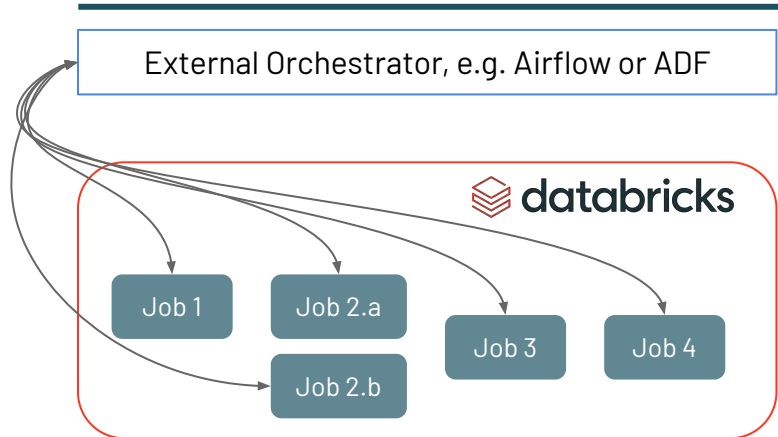 External Orchestrator, e.g. Airflow or ADF
databricks
Job 1
Job 2.a
Job 2.b
Job 3
Job 4